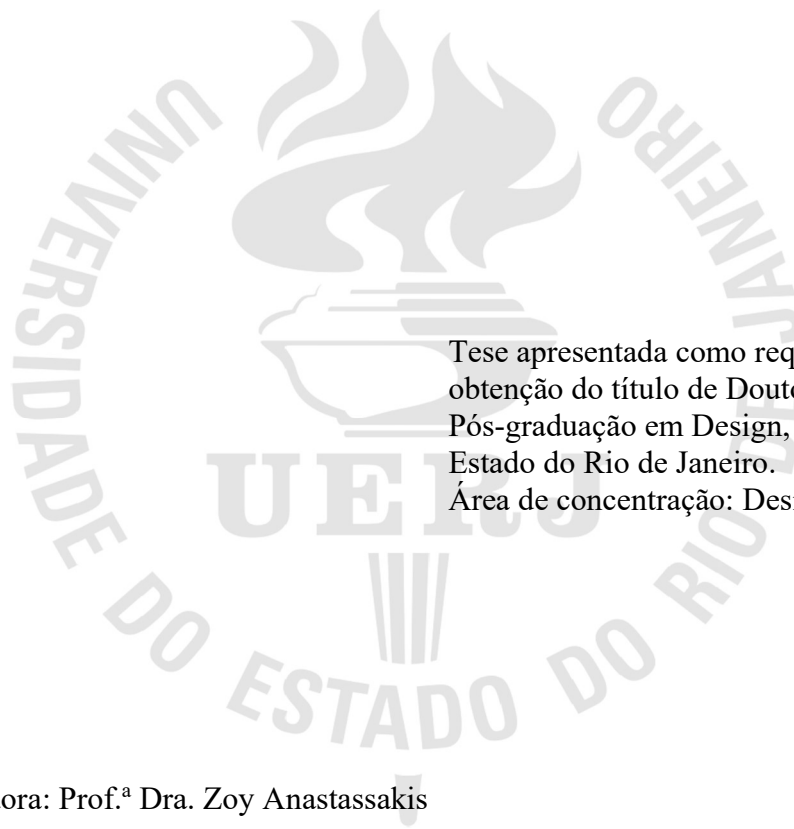 UNIVERSIDADE DO ESTADO DO RIO DE JANEIRO
UERJ
Tese apresentada como req
obtenção do título de Douto
Pós-graduação em Design,
Estado do Rio de Janeiro.
Área de concentração: Des
ora: Prof.ª Dra. Zoy Anastassakis